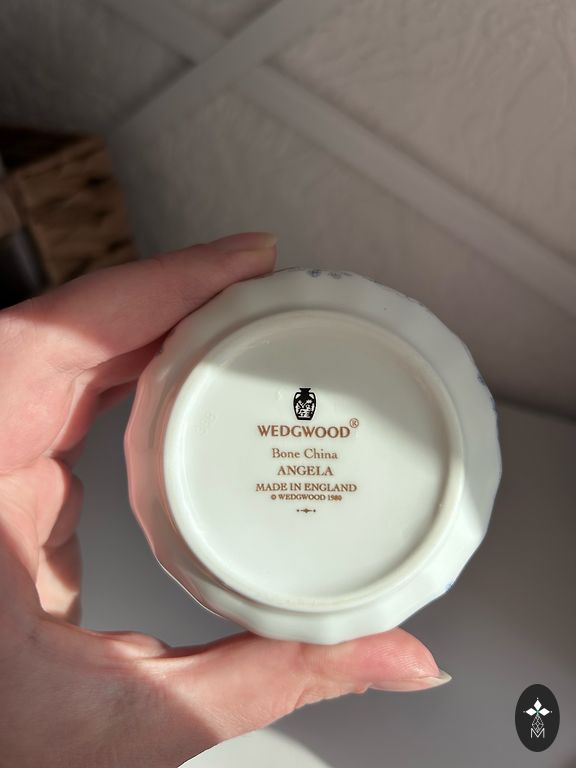 WEDGWOOD®
Bone China
ANGELA
MADE IN ENGLAND
© WEDGWOOD 1980